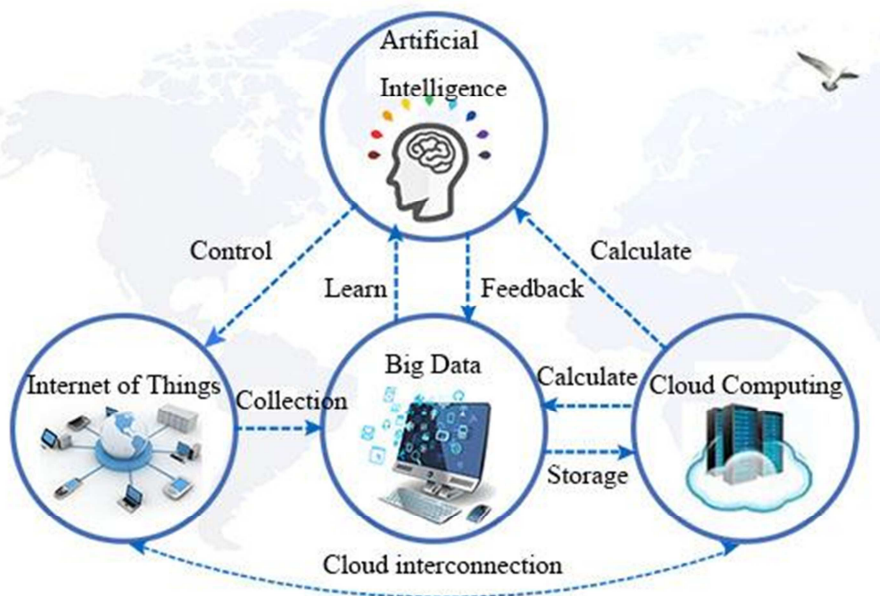 Artificial
Intelligence
Control
Calculate
Learn
Feedback
Internet of Things
Collection
Big Data
Calculate
Cloud Computing
Storage
Cloud interconnection